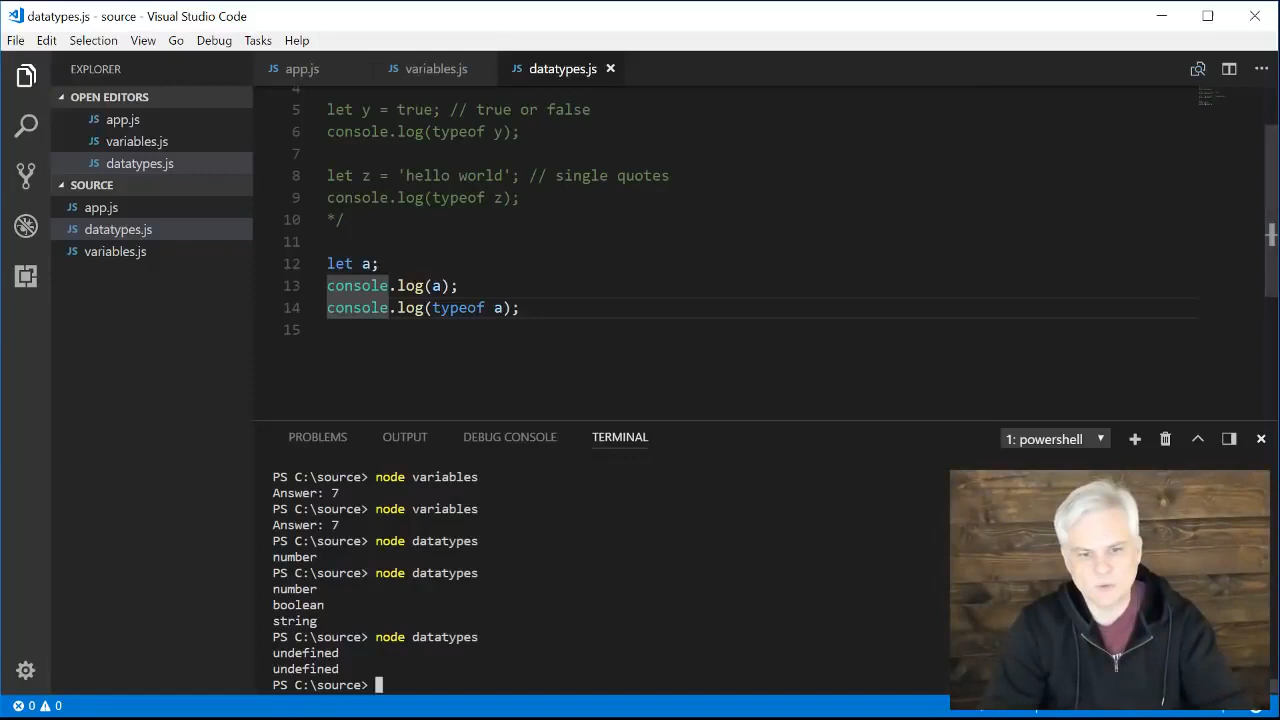 datatypes.js - source - Visual Studio Code
File Edit Selection View Go Debug Tasks Help
EXPLORER
OPEN EDITORS
JS app.js
JS variables.js
JS datatypes.js
SOURCE
JS app.js
JS datatypes.js
JS variables.js
JS app.js JS variables.js JS datatypes.js
4
5 let y = true; // true or false
6 console.log(typeof y);
7
8 let z = 'hello world'; // single quotes
9 console.log(typeof z);
10 */
11
12 let a;
13 console.log(a);
14 console.log(typeof a);
15
PROBLEMS OUTPUT DEBUG CONSOLE TERMINAL 1: powershell
PS C:\source> node variables
Answer: 7
PS C:\source> node variables
Answer: 7
PS C:\source> node datatypes
number
PS C:\source> node datatypes
number
boolean
string
PS C:\source> node datatypes
undefined
undefined
PS C:\source>
0 0